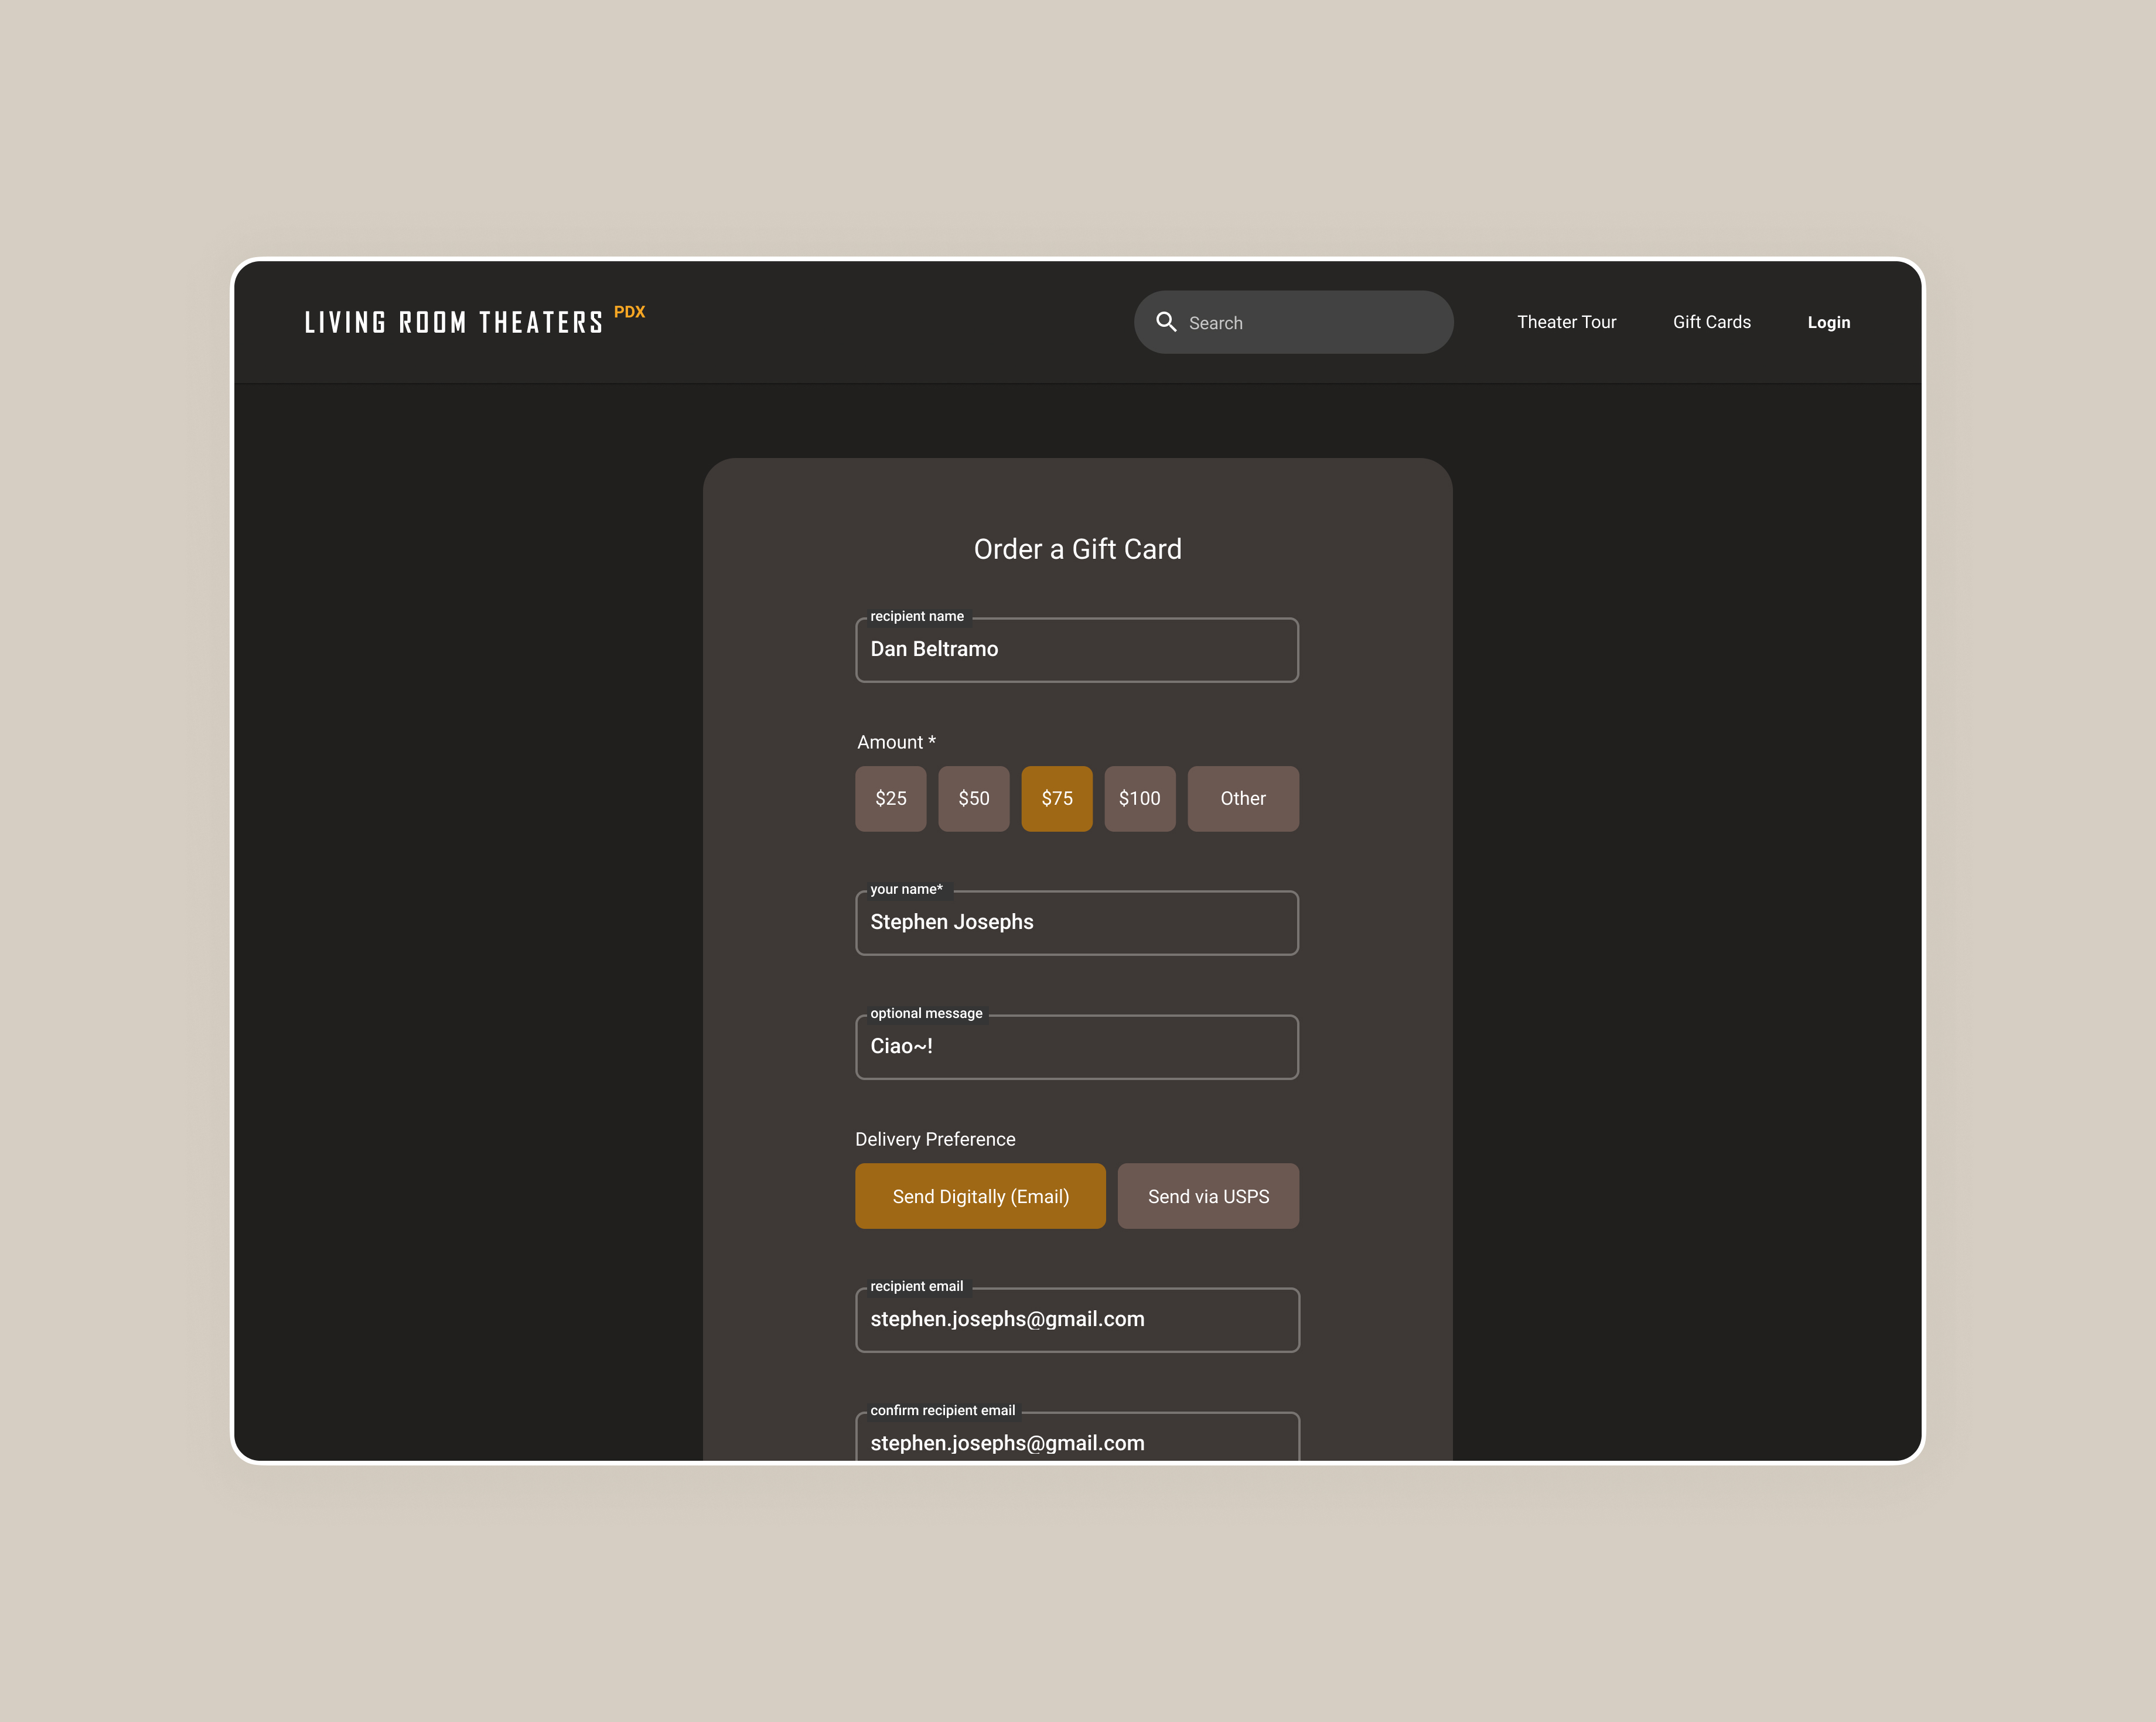 LIVING ROOM THEATERS PDX
Search
Theater Tour
Gift Cards
Login
Order a Gift Card
recipient name
Dan Beltramo
Amount *
$25 $50 $75 $100 Other
your name*
Stephen Josephs
optional message
Ciao~!
Delivery Preference
Send Digitally (Email) Send via USPS
recipient email
stephen.josephs@gmail.com
confirm recipient email
stephen.josephs@gmail.com